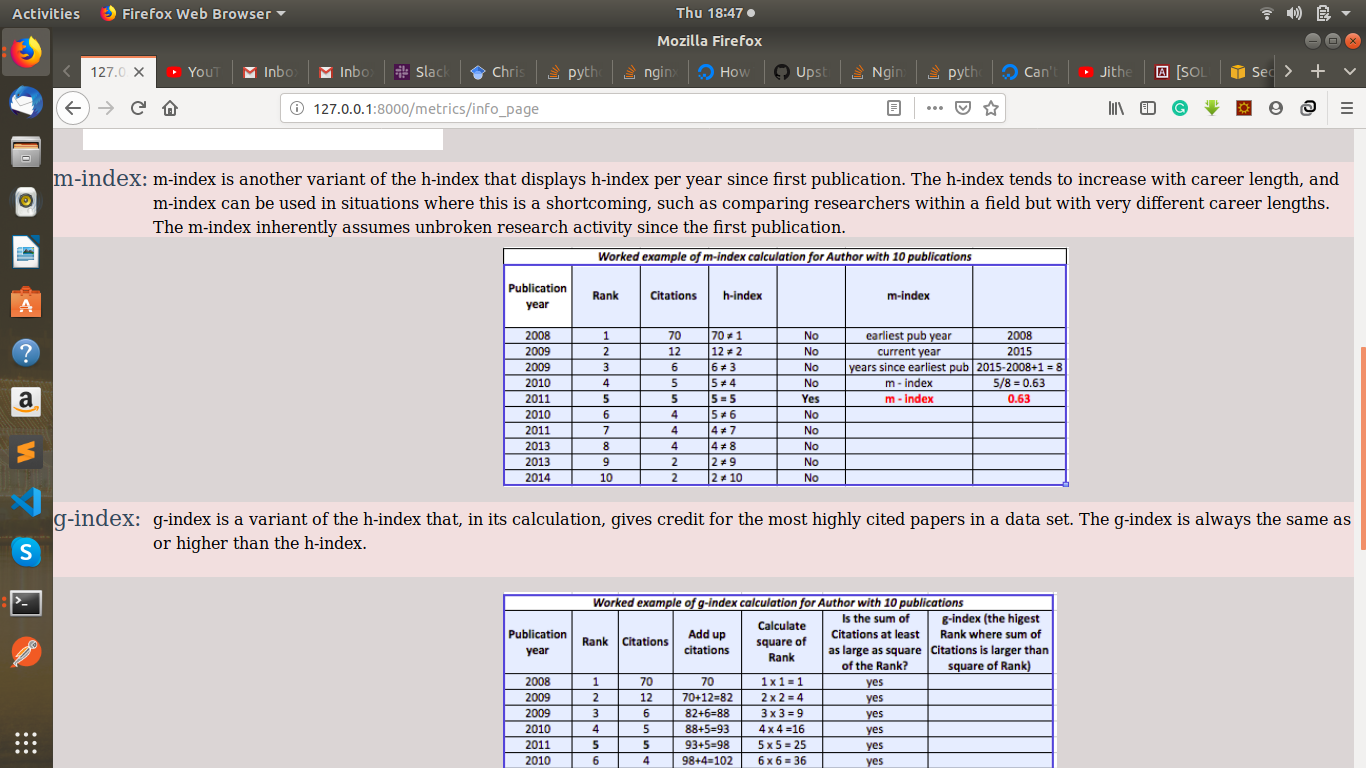 Activities Firefox Web Browser Thu 18:47
Mozilla Firefox
127.0 YouT Inbo Inbo Slack Chris pyth ngin How Upst Ngin pyth Can't Jithe [SOL Sec
127.0.0.1:8000/metrics/info_page
m-index: m-index is another variant of the h-index that displays h-index per year since first publication. The h-index tends to increase with career length, and
m-index can be used in situations where this is a shortcoming, such as comparing researchers within a field but with very different career lengths.
The m-index inherently assumes unbroken research activity since the first publication.
Worked example of m-index calculation for Author with 10 publications
Publication year Rank Citations h-index m-index
2008 1 70 70 ≠ 1 No earliest pub year 2008
2009 2 12 12 ≠ 2 No current year 2015
2009 3 6 6 ≠ 3 No years since earliest pub 2015-2008+1 = 8
2010 4 5 5 ≠ 4 No m - index 5/8 = 0.63
2011 5 5 5 = 5 Yes m - index 0.63
2010 6 4 5 ≠ 6 No
2011 7 4 4 ≠ 7 No
2013 8 4 4 ≠ 8 No
2013 9 2 2 ≠ 9 No
2014 10 2 2 ≠ 10 No
g-index: g-index is a variant of the h-index that, in its calculation, gives credit for the most highly cited papers in a data set. The g-index is always the same as
or higher than the h-index.
Worked example of g-index calculation for Author with 10 publications
Publication year Rank Citations Add up citations Calculate square of Rank Is the sum of Citations at least as large as square of the Rank? g-index (the higest Rank where sum of Citations is larger than square of Rank)
2008 1 70 70 1 x 1 = 1 yes
2009 2 12 70+12=82 2 x 2 = 4 yes
2009 3 6 82+6=88 3 x 3 = 9 yes
2010 4 5 88+5=93 4 x 4 =16 yes
2011 5 5 93+5=98 5 x 5 = 25 yes
2010 6 4 98+4=102 6 x 6 = 36 yes